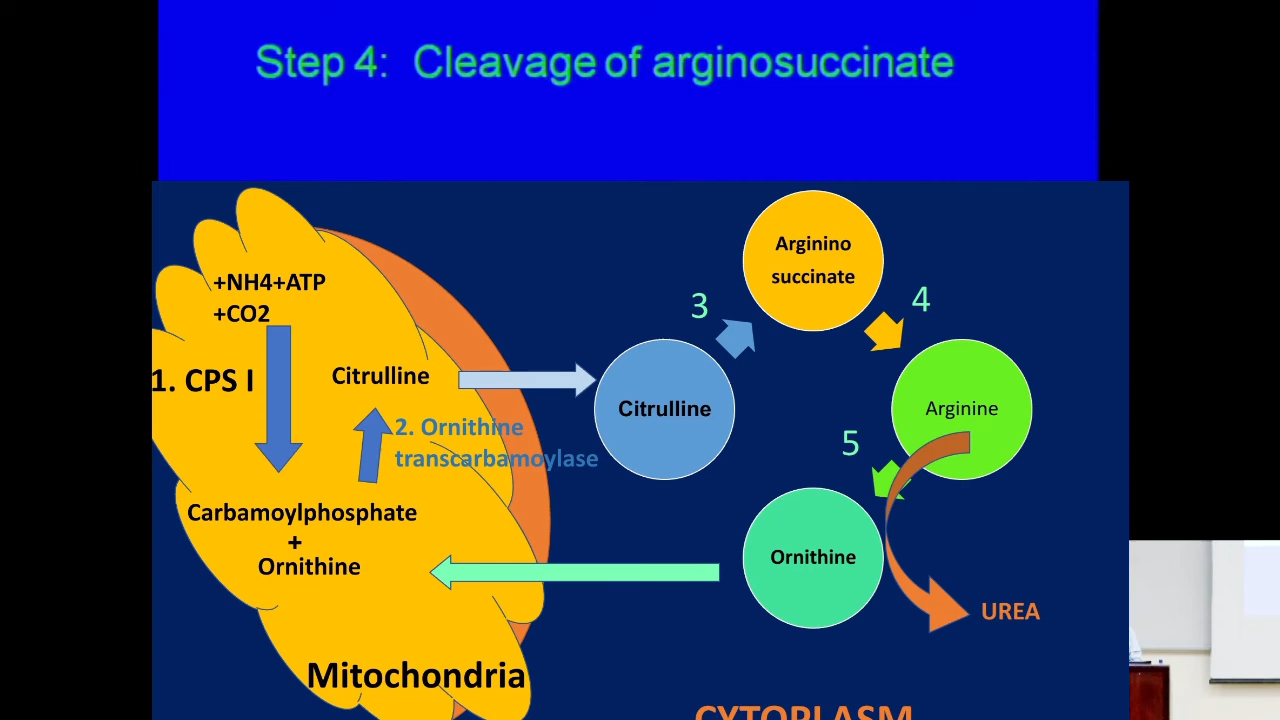 Step 4: Cleavage of arginosuccinate
+NH4+ATP
+CO2
1. CPS I
Citrulline
2. Ornithine
transcarbamoylase
Carbamoylphosphate
+
Ornithine
Mitochondria
Citrulline
3
Arginino
succinate
4
Arginine
5
Ornithine
UREA
CYTOPLASM